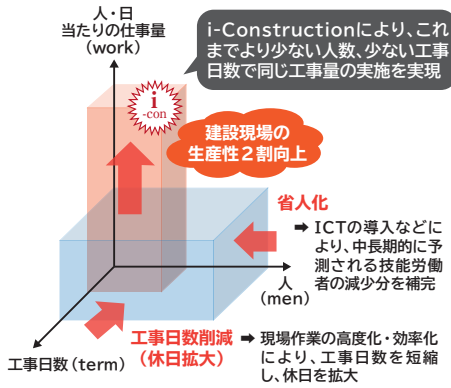 人・日
当たりの仕事量
(work)
i-Constructionにより、これ
までより少ない人数、少ない工事
日数で同じ工事量の実施を実現
i
-con
建設現場の
生産性2割向上
省人化
➡ ICTの導入などに
より、中長期的に予
測される技能労働
者の減少分を補完
人
(men)
工事日数削減
(休日拡大)
➡ 現場作業の高度化・効率化
により、工事日数を短縮
し、休日を拡大
工事日数(term)